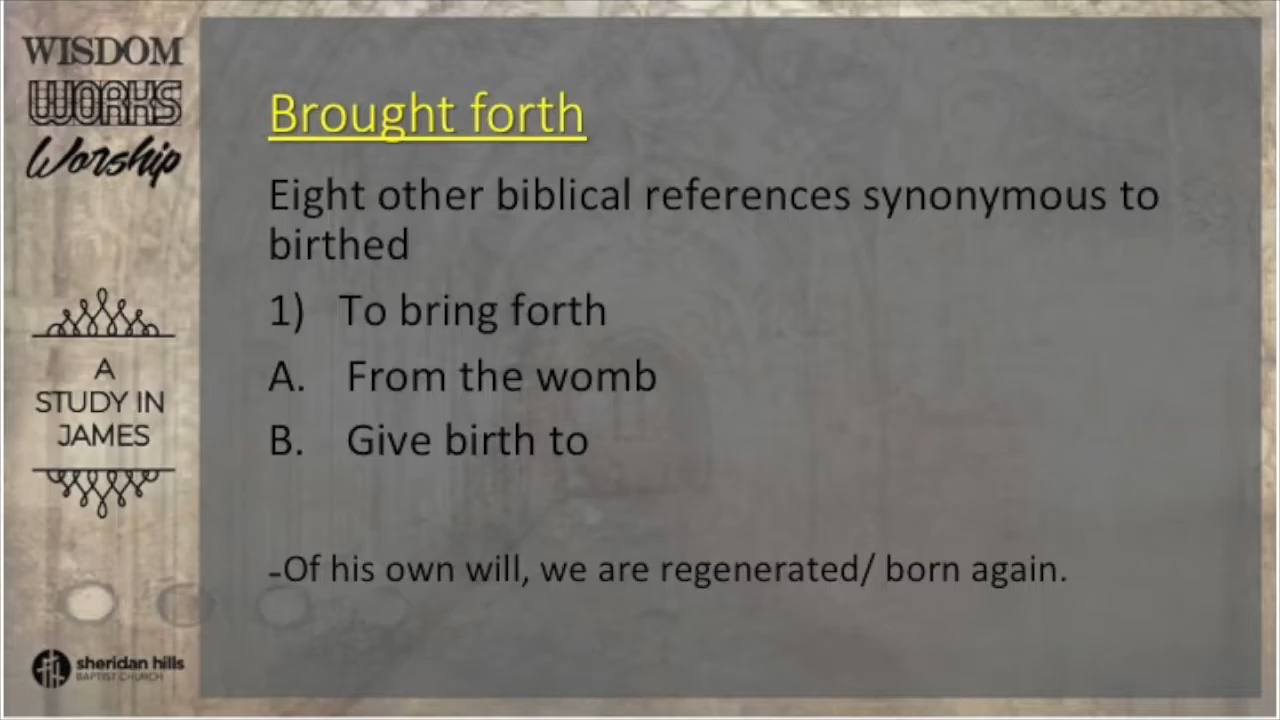 WISDOM
WORKS
Worship
A
STUDY IN
JAMES
sheridan hills
BAPTIST CHURCH
Brought forth
Eight other biblical references synonymous to
birthed
1) To bring forth
A. From the womb
B. Give birth to
-Of his own will, we are regenerated/ born again.